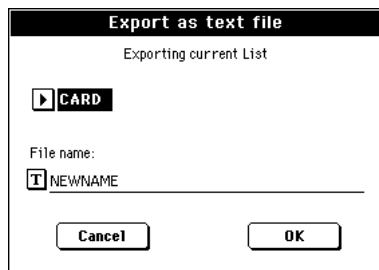 Export as text file
Exporting current List
CARD
File name:
T NEWNAME
Cancel OK